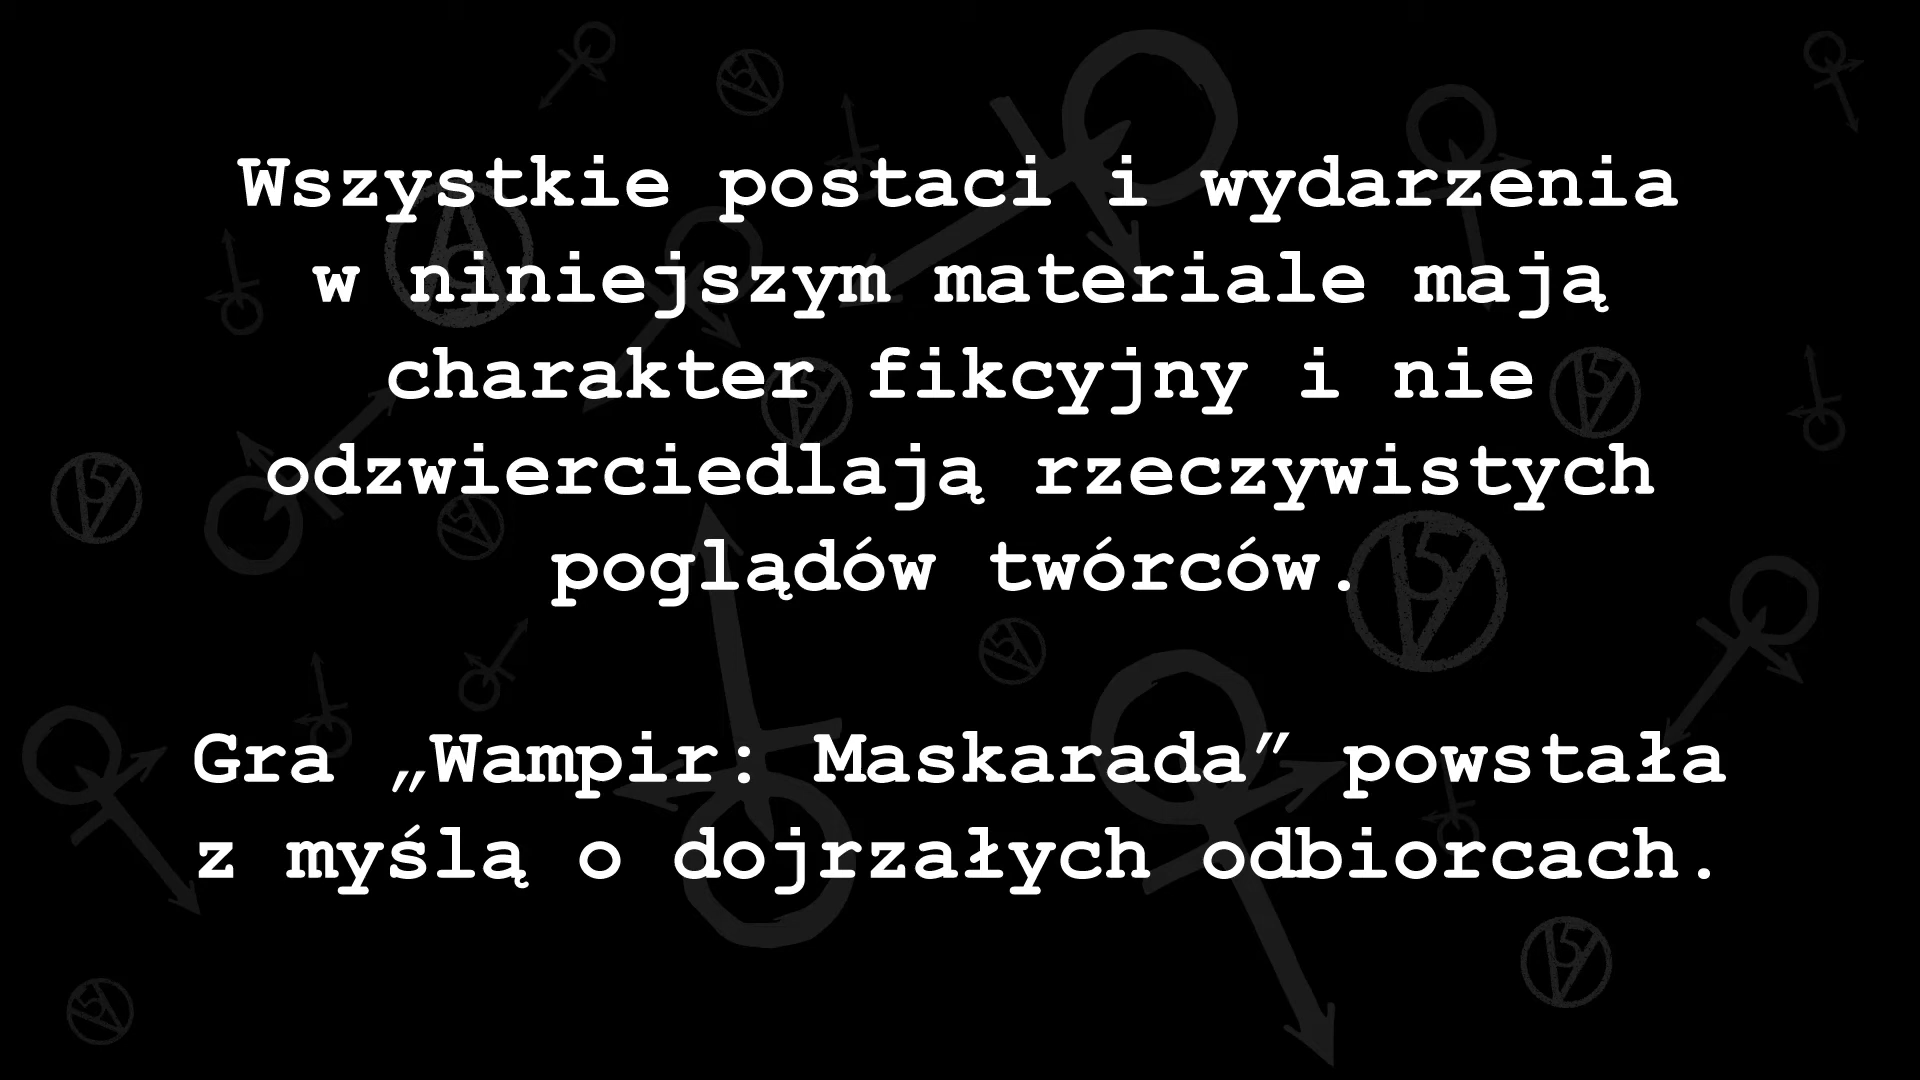 Wszystkie postaci i wydarzenia
w niniejszym materiale mają
charakter fikcyjny i nie
odzwierciedlają rzeczywistych
poglądów twórców.
Gra „Wampir: Maskarada” powstała
z myślą o dojrzałych odbiorcach.